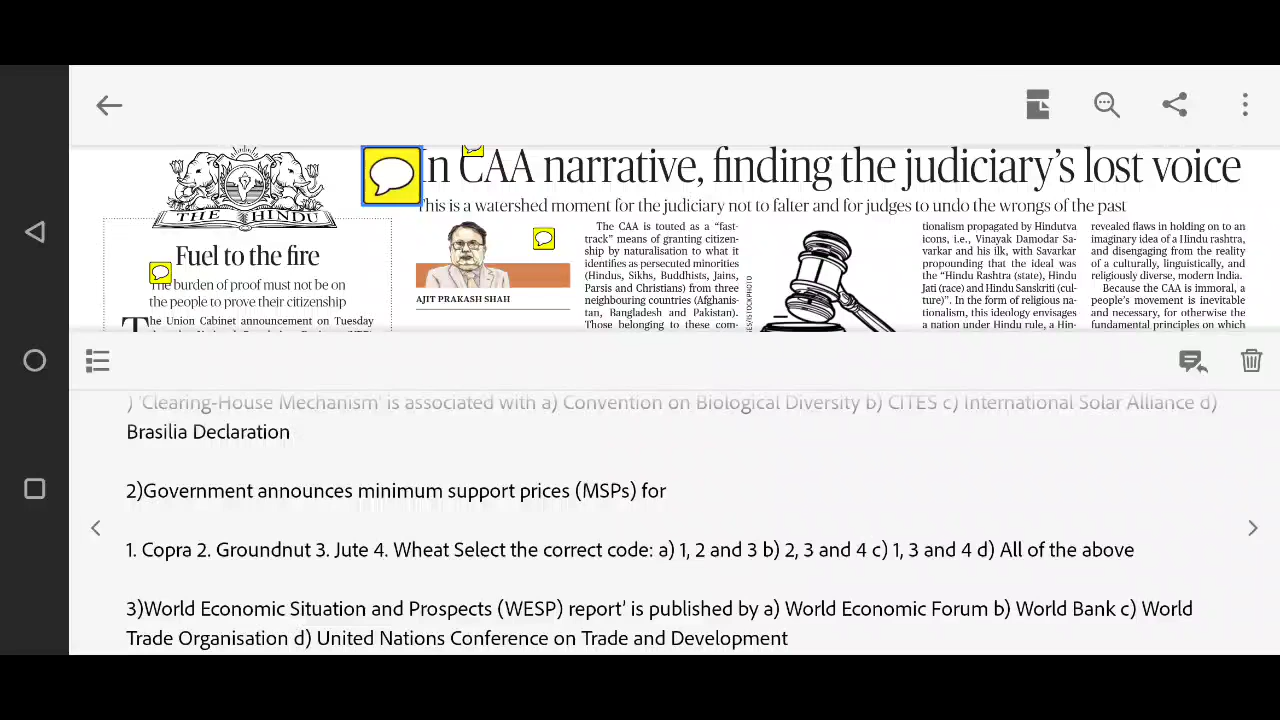 In CAA narrative, finding the judiciary's lost voice
This is a watershed moment for the judiciary not to falter and for judges to undo the wrongs of the past
THE HINDU
Fuel to the fire
The burden of proof must not be on
the people to prove their citizenship
The Union Cabinet announcement on Tuesday
AJIT PRAKASH SHAH
The CAA is touted as a “fast-
track” means of granting citizen-
ship by naturalisation to what it
identifies as persecuted minorities
(Hindus, Sikhs, Buddhists, Jains,
Parsis and Christians) from three
neighbouring countries (Afghanis-
tan, Bangladesh and Pakistan).
Those belonging to these com-
ES/ISTOCKPHOTO
tionalism propagated by Hindutva
icons, i.e., Vinayak Damodar Sa-
varkar and his ilk, with Savarkar
propounding that the ideal was
the “Hindu Rashtra (state), Hindu
Jati (race) and Hindu Sanskriti (cul-
ture)”. In the form of religious na-
tionalism, this ideology envisages
a nation under Hindu rule, a Hin-
revealed flaws in holding on to an
imaginary idea of a Hindu rashtra,
and disengaging from the reality
of a culturally, linguistically, and
religiously diverse, modern India.
Because the CAA is immoral, a
people's movement is inevitable
and necessary, for otherwise the
fundamental principles on which
) 'Clearing-House Mechanism' is associated with a) Convention on Biological Diversity b) CITES c) International Solar Alliance d)
Brasilia Declaration
2)Government announces minimum support prices (MSPs) for
1. Copra 2. Groundnut 3. Jute 4. Wheat Select the correct code: a) 1, 2 and 3 b) 2, 3 and 4 c) 1, 3 and 4 d) All of the above
3)World Economic Situation and Prospects (WESP) report' is published by a) World Economic Forum b) World Bank c) World
Trade Organisation d) United Nations Conference on Trade and Development